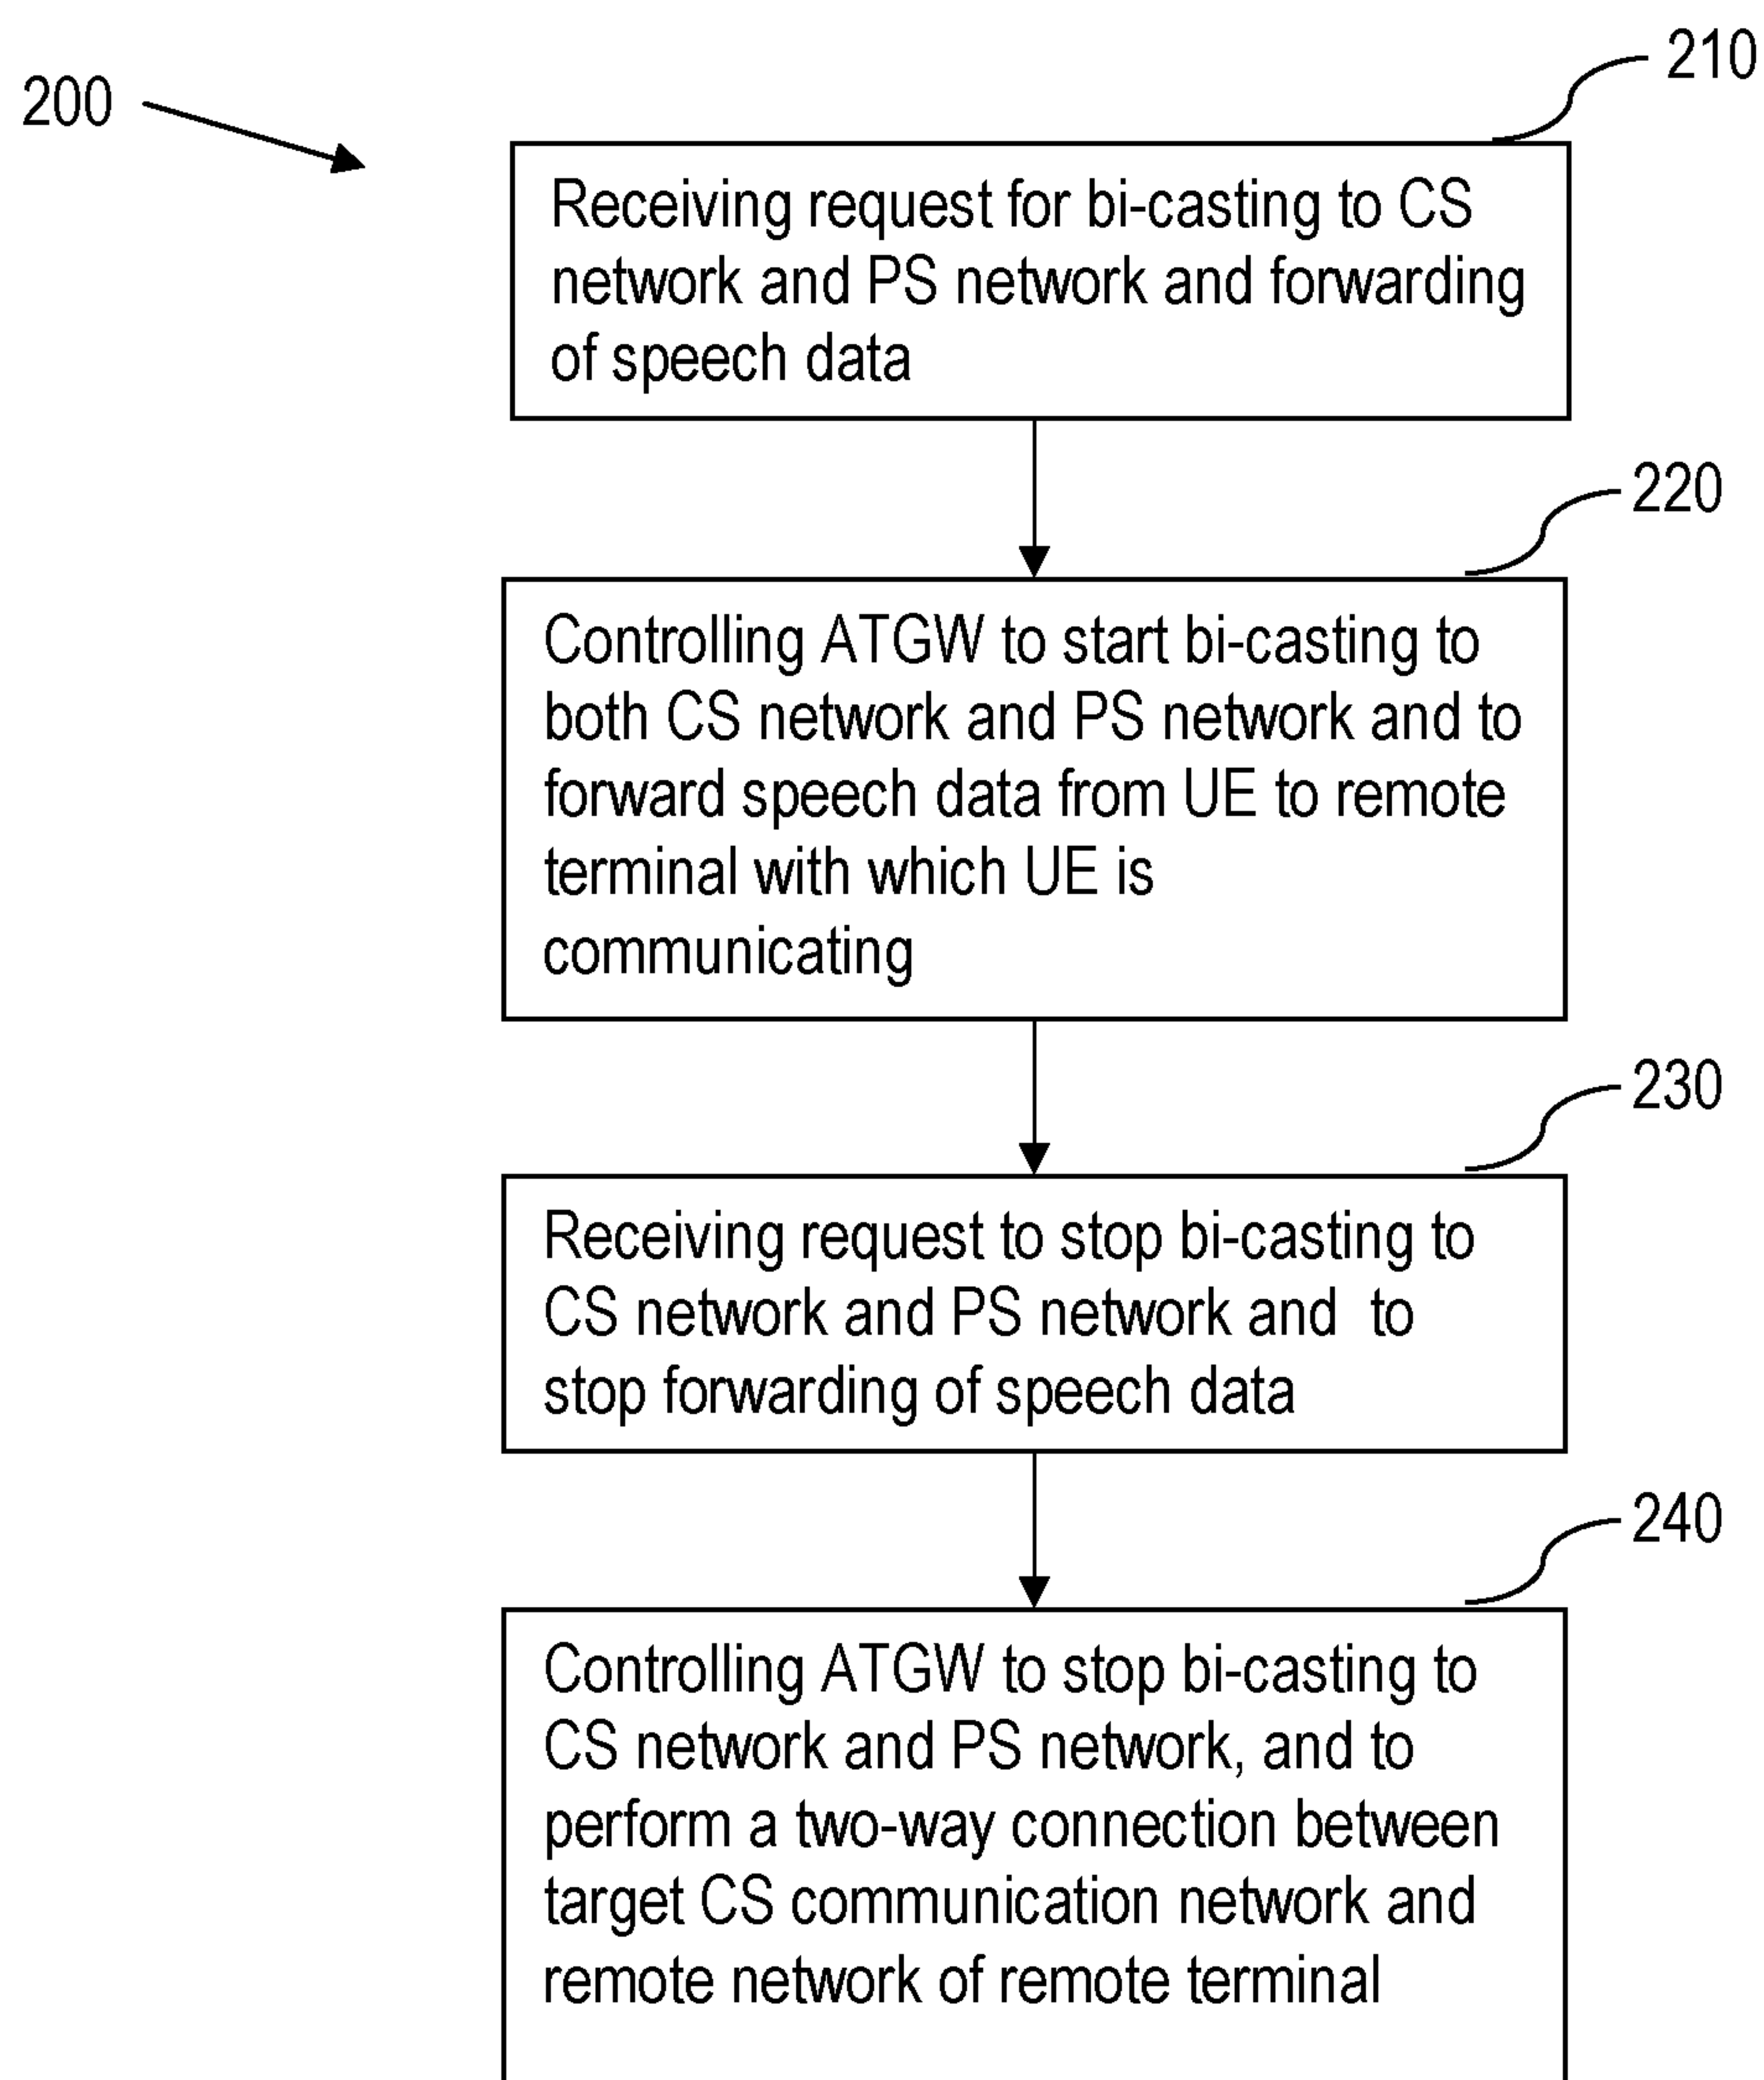 210
200
Receiving request for bi-casting to CS
network and PS network and forwarding
of speech data
220
Controlling ATGW to start bi-casting to
both CS network and PS network and to
forward speech data from UE to remote
terminal with which UE is
communicating
230
Receiving request to stop bi-casting to
CS network and PS network and  to
stop forwarding of speech data
240
Controlling ATGW to stop bi-casting to
CS network and PS network, and to
perform a two-way connection between
target CS communication network and
remote network of remote terminal